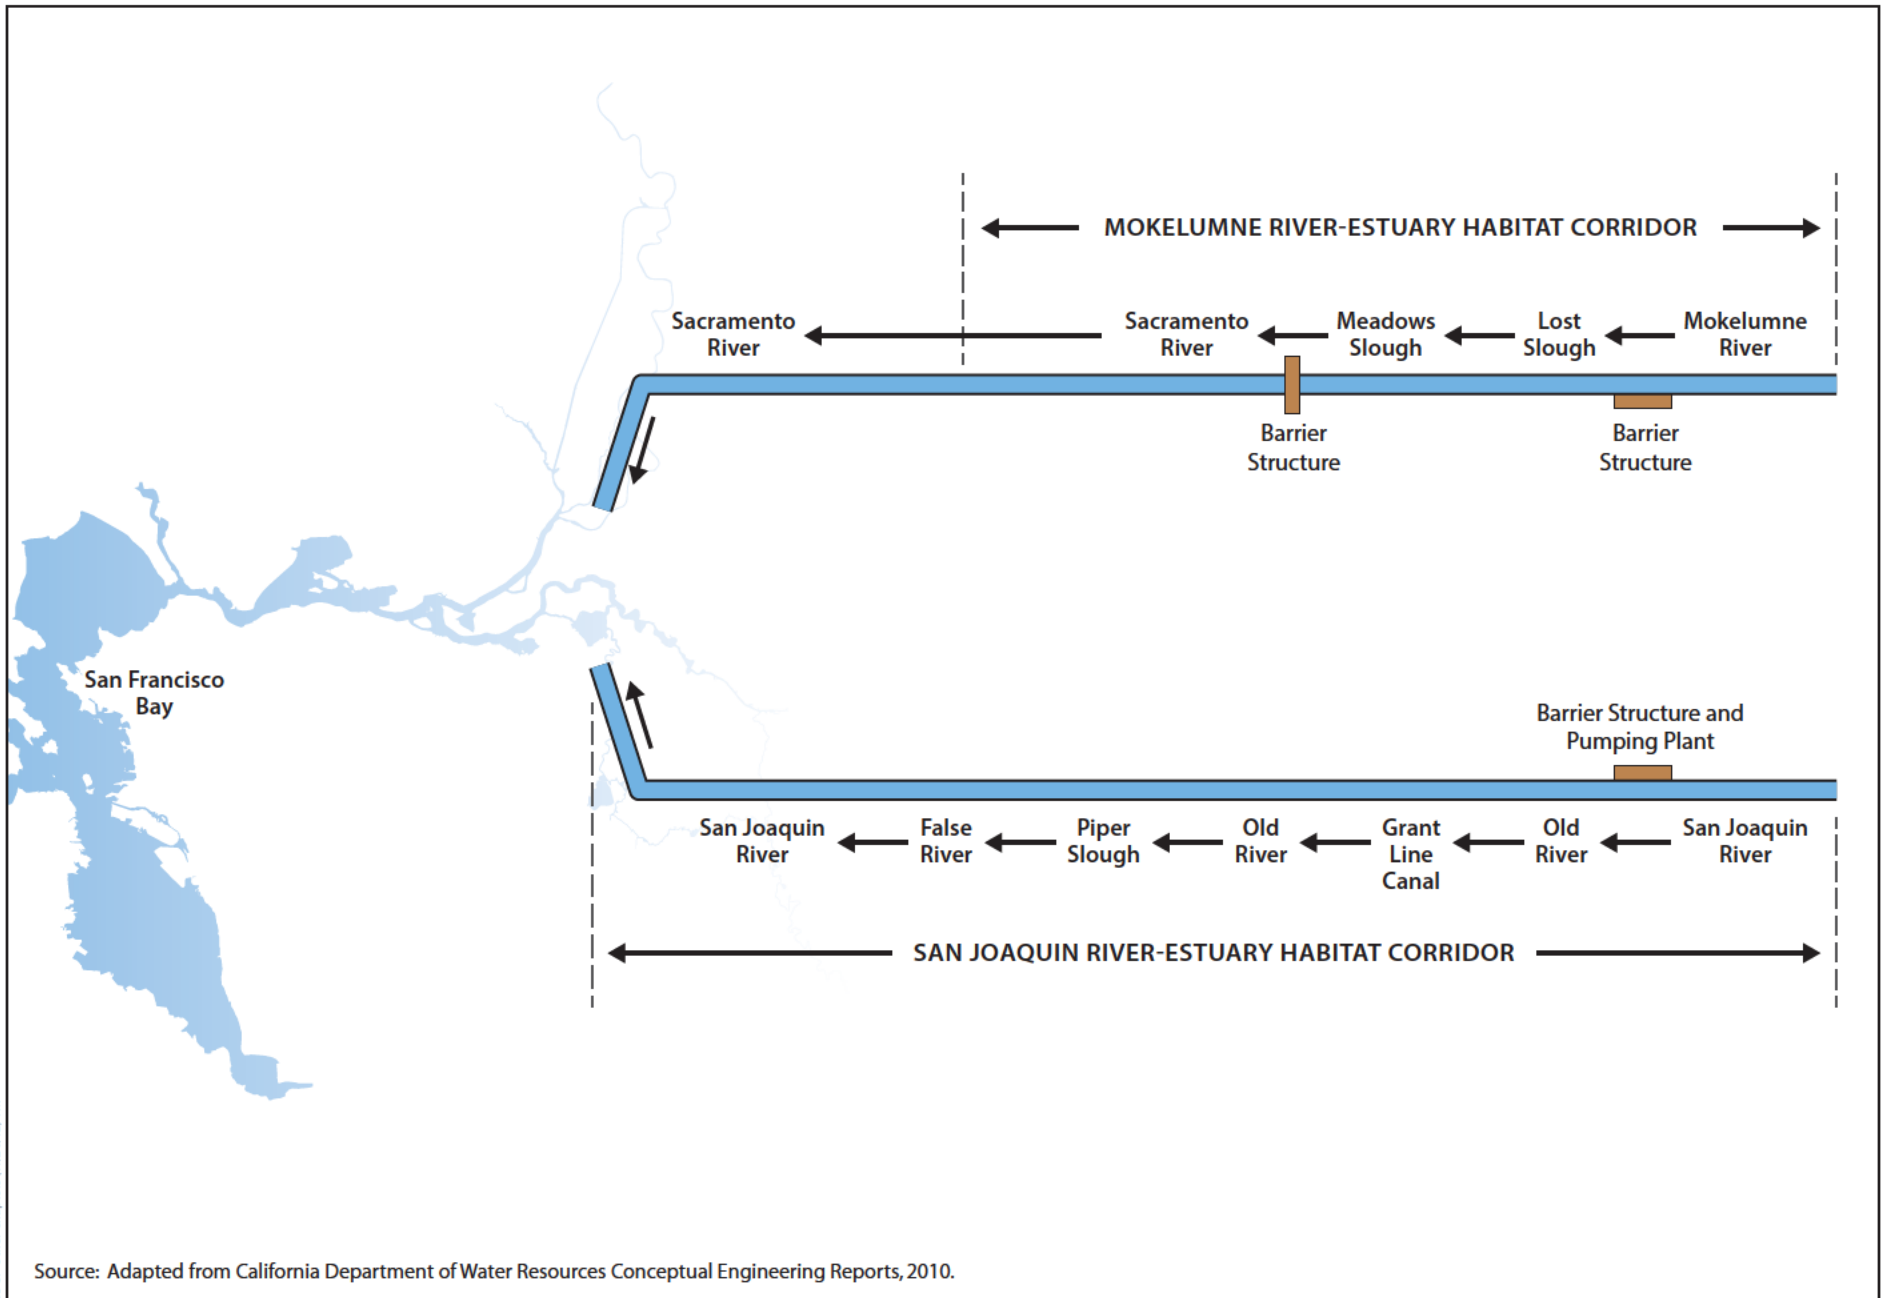 MOKELUMNE RIVER-ESTUARY HABITAT CORRIDOR
Sacramento
River
Sacramento
River
Meadows
Slough
Lost
Slough
Mokelumne
River
Barrier
Structure
Barrier
Structure
San Francisco
Bay
Barrier Structure and
Pumping Plant
San Joaquin
River
False
River
Piper
Slough
Old
River
Grant
Line
Canal
Old
River
San Joaquin
River
SAN JOAQUIN RIVER-ESTUARY HABITAT CORRIDOR
Source: Adapted from California Department of Water Resources Conceptual Engineering Reports, 2010.